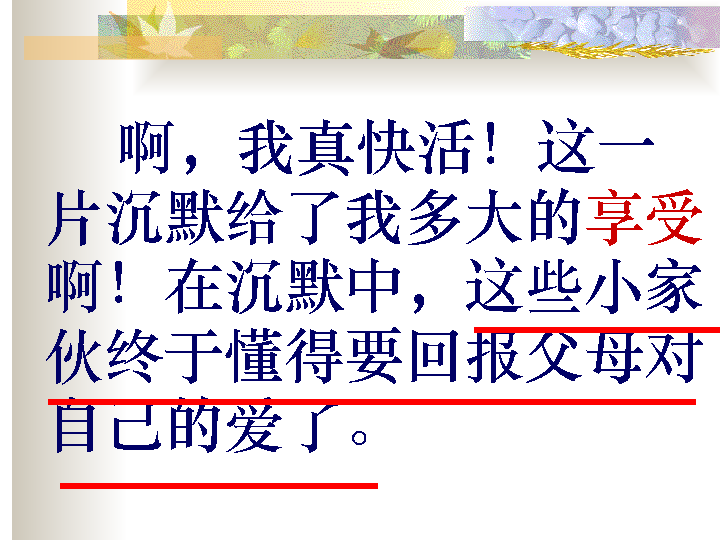 啊，我真快活！这一
片沉默给了我多大的享受
啊！在沉默中，这些小家
伙终于懂得要回报父母对
自己的爱了。